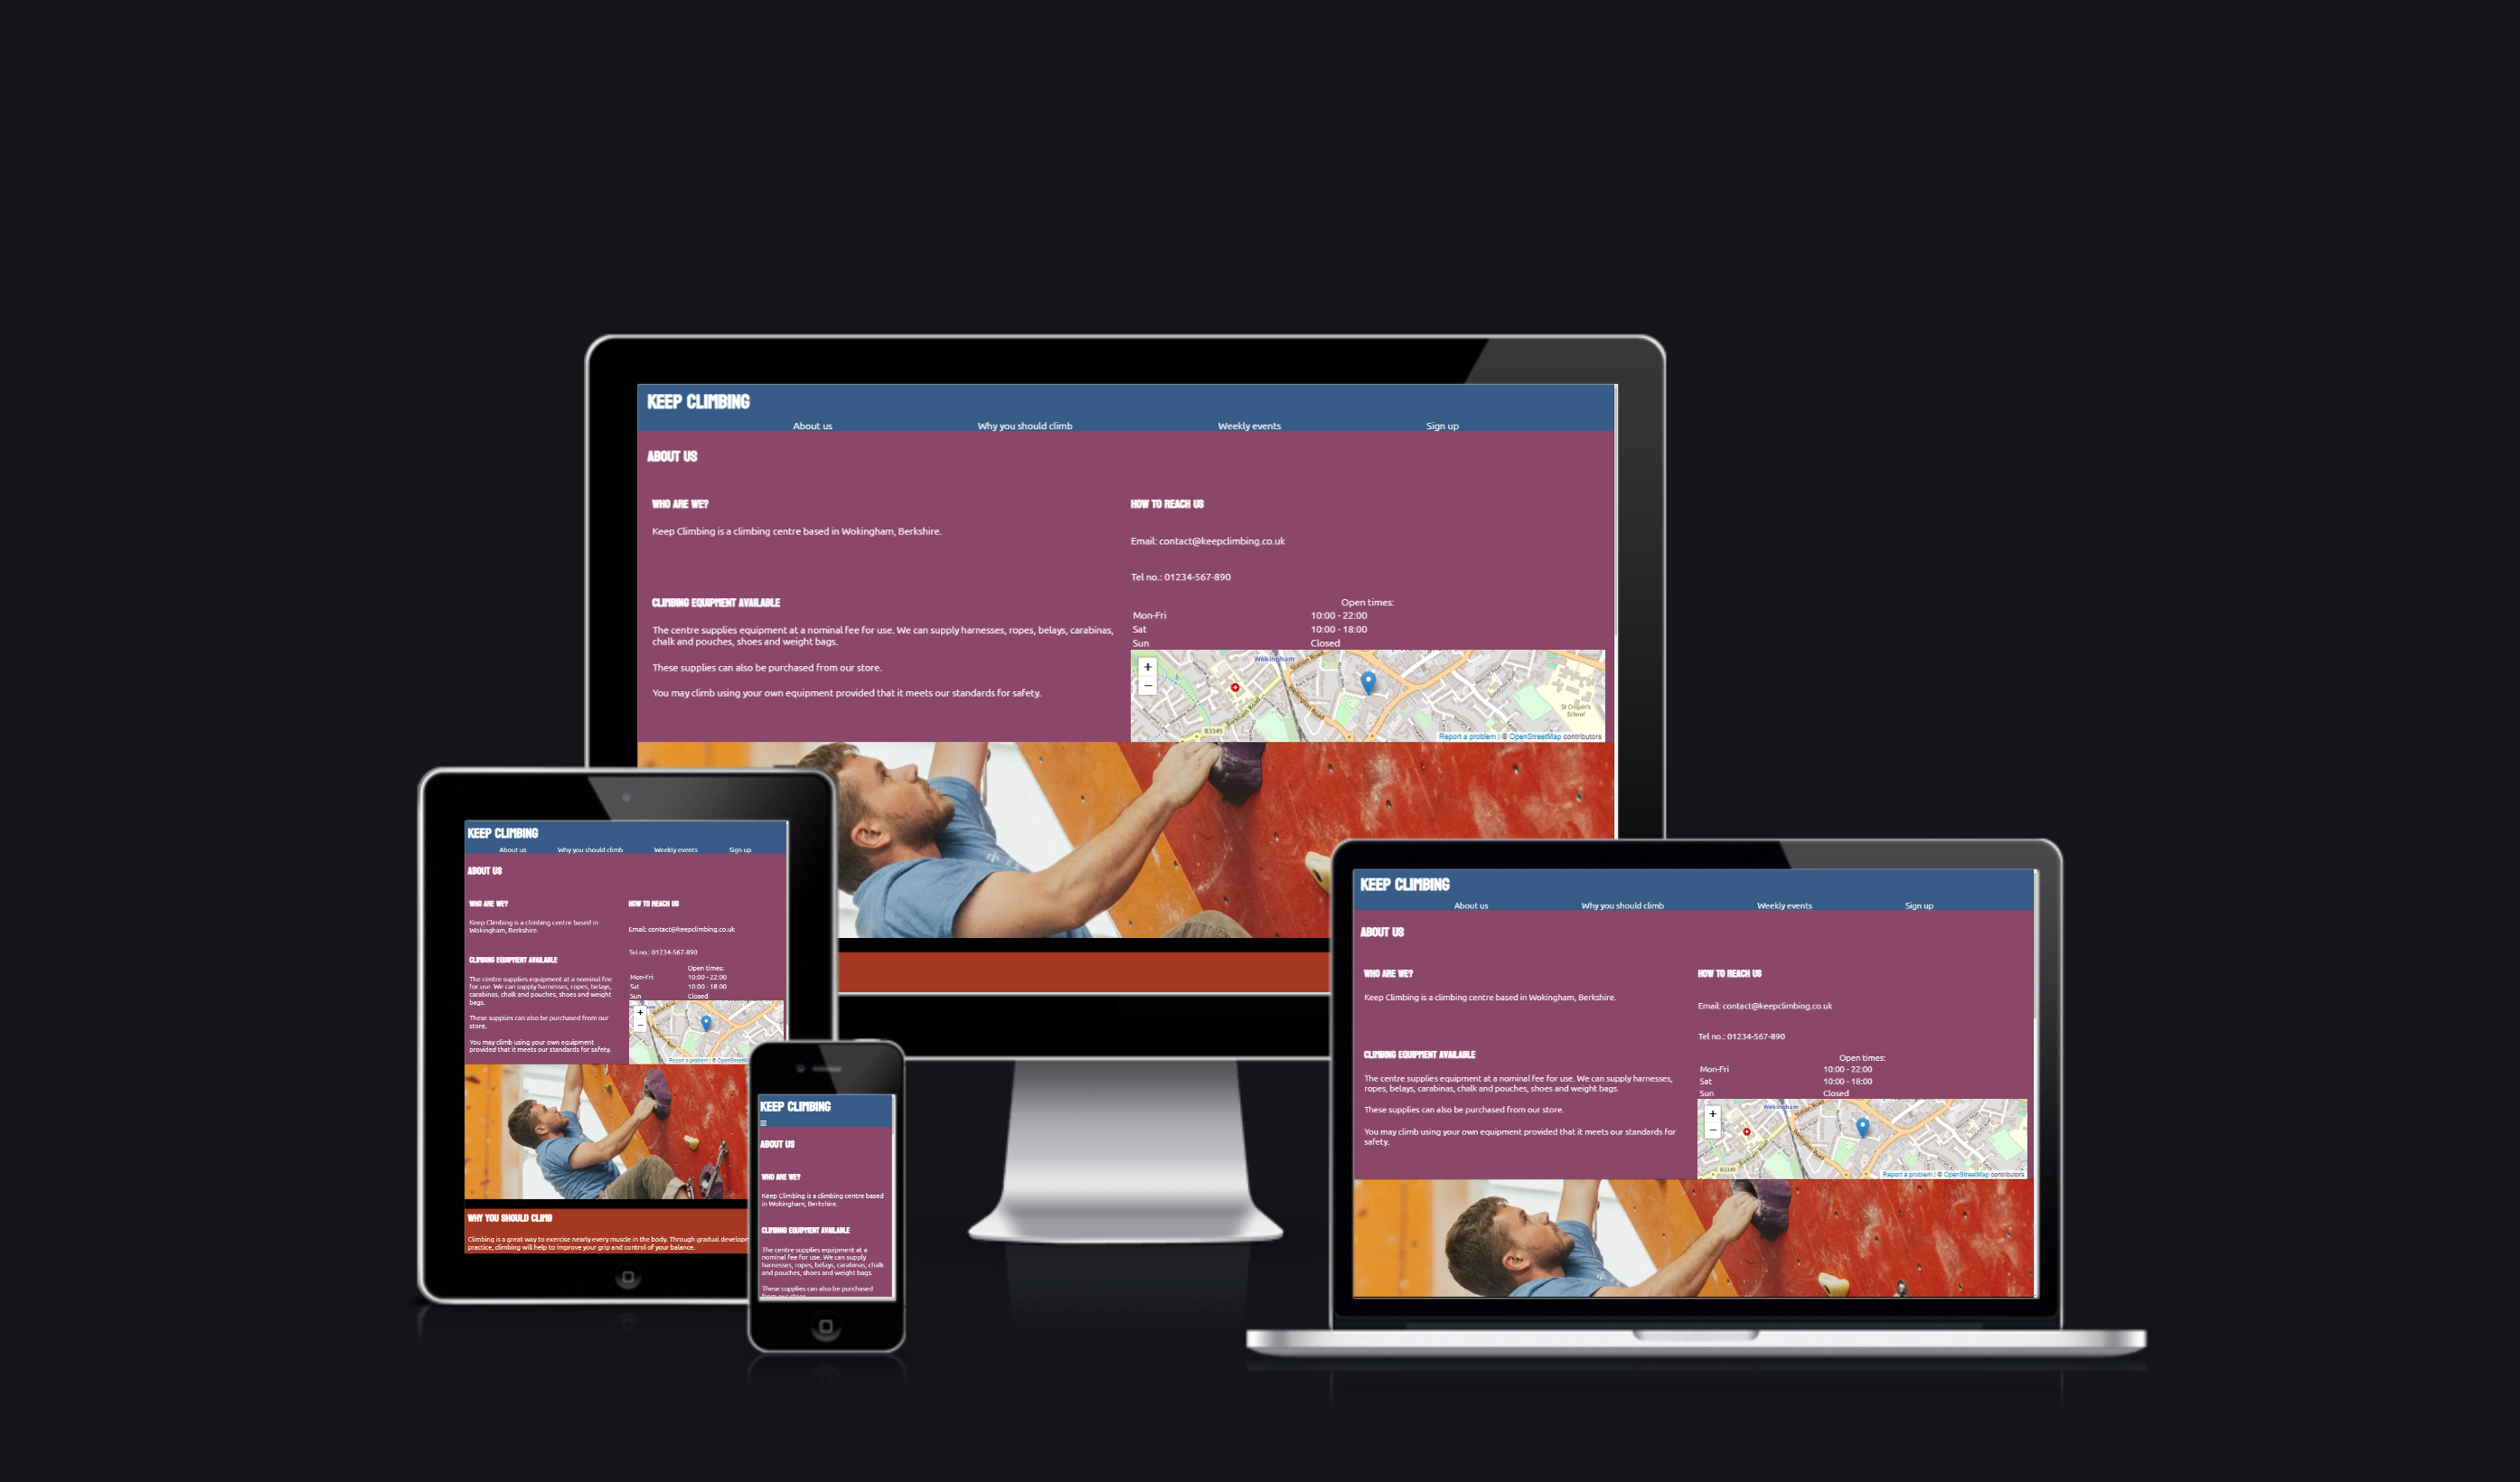 KEEP CLIMBING
About us Why you should climb Weekly events Sign up
ABOUT US
WHO ARE WE?
Keep Climbing is a climbing centre based in Wokingham, Berkshire.
CLIMBING EQUIPMENT AVAILABLE
The centre supplies equipment at a nominal fee for use. We can supply harnesses, ropes, belays, carabinas,
chalk and pouches, shoes and weight bags.
These supplies can also be purchased from our store.
You may climb using your own equipment provided that it meets our standards for safety.
HOW TO REACH US
Email: contact@keepclimbing.co.uk
Tel no.: 01234-567-890
Open times:
Mon-Fri 10:00 - 22:00
Sat 10:00 - 18:00
Sun Closed
+
−
Wokingham
Station Road
Park Road
Wellington Road
Barkham Road
B3349
St Crispin's
School
Report a problem | © OpenStreetMap contributors
KEEP CLIMBING
About us Why you should climb Weekly events Sign up
ABOUT US
WHO ARE WE?
Keep Climbing is a climbing centre based in
Wokingham, Berkshire.
CLIMBING EQUIPMENT AVAILABLE
The centre supplies equipment at a nominal fee
for use. We can supply harnesses, ropes, belays,
carabinas, chalk and pouches, shoes and weight
bags.
These supplies can also be purchased from our
store.
You may climb using your own equipment
provided that it meets our standards for safety.
HOW TO REACH US
Email: contact@keepclimbing.co.uk
Tel no.: 01234-567-890
Open times:
Mon-Fri 10:00 - 22:00
Sat 10:00 - 18:00
Sun Closed
+
−
Report a problem | © OpenStreetM
WHY YOU SHOULD CLIMB
Climbing is a great way to exercise nearly every muscle in the body. Through gradual developm
practice, climbing will help to improve your grip and control of your balance.
KEEP CLIMBING
ABOUT US
WHO ARE WE?
Keep Climbing is a climbing centre based
in Wokingham, Berkshire.
CLIMBING EQUIPMENT AVAILABLE
The centre supplies equipment at a
nominal fee for use. We can supply
harnesses, ropes, belays, carabinas, chalk
and pouches, shoes and weight bags.
These supplies can also be purchased
from our store.
KEEP CLIMBING
About us Why you should climb Weekly events Sign up
ABOUT US
WHO ARE WE?
Keep Climbing is a climbing centre based in Wokingham, Berkshire.
CLIMBING EQUIPMENT AVAILABLE
The centre supplies equipment at a nominal fee for use. We can supply harnesses,
ropes, belays, carabinas, chalk and pouches, shoes and weight bags.
These supplies can also be purchased from our store.
You may climb using your own equipment provided that it meets our standards for
safety.
HOW TO REACH US
Email: contact@keepclimbing.co.uk
Tel no.: 01234-567-890
Open times:
Mon-Fri 10:00 - 22:00
Sat 10:00 - 18:00
Sun Closed
+
−
Wokingham
Barkham Road
B3349
Report a problem | © OpenStreetMap contributors